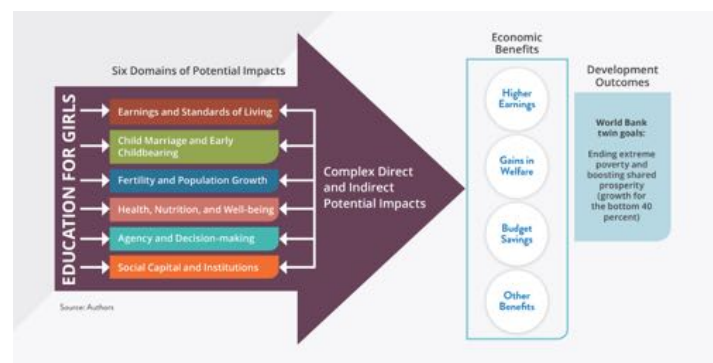 Six Domains of Potential Impacts
EDUCATION FOR GIRLS
Earnings and Standards of Living
Child Marriage and Early
Childbearing
Fertility and Population Growth
Health, Nutrition, and Well-being
Agency and Decision-making
Social Capital and Institutions
Complex Direct
and Indirect
Potential Impacts
Source: Authors
Economic
Benefits
Higher
Earnings
Gains in
Welfare
Budget
Savings
Other
Benefits
Development
Outcomes
World Bank
twin goals:
Ending extreme
poverty and
boosting shared
prosperity
(growth for
the bottom 40
percent)